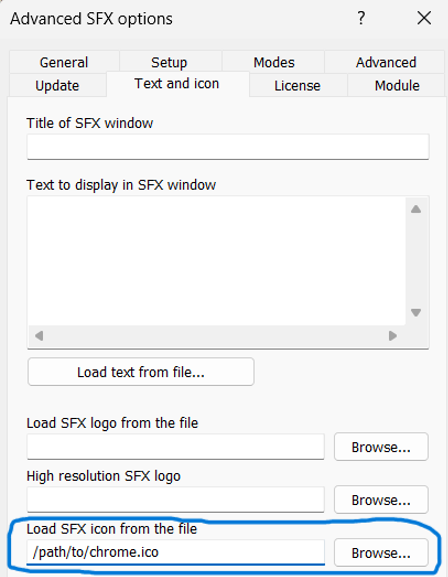 Advanced SFX options
?
General Setup Modes Advanced
Update Text and icon License Module
Title of SFX window
Text to display in SFX window
Load text from file...
Load SFX logo from the file
Browse...
High resolution SFX logo
Browse...
Load SFX icon from the file
/path/to/chrome.ico Browse...